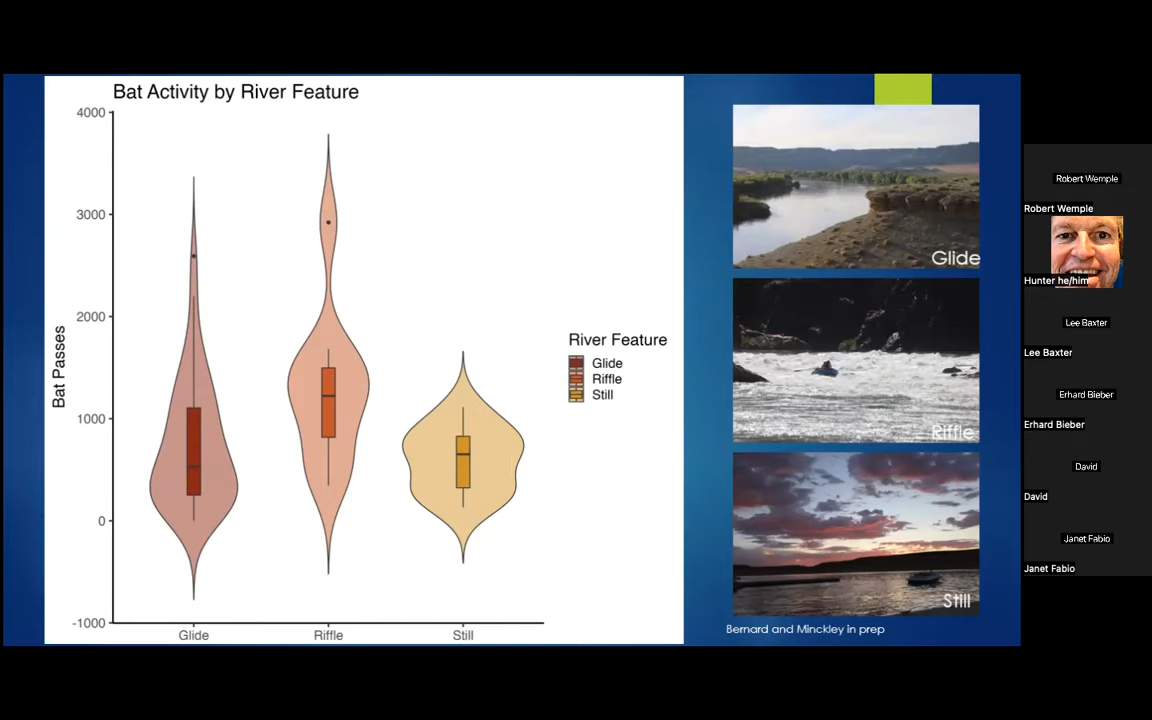 Bat Activity by River Feature
4000
3000
2000
1000
0
-1000
Bat Passes
Glide
Riffle
Still
River Feature
Glide
Riffle
Still
Glide
Riffle
Still
Bernard and Minckley in prep
Robert Wemple
Robert Wemple
Hunter he/him
Lee Baxter
Lee Baxter
Erhard Bieber
Erhard Bieber
David
David
Janet Fabio
Janet Fabio